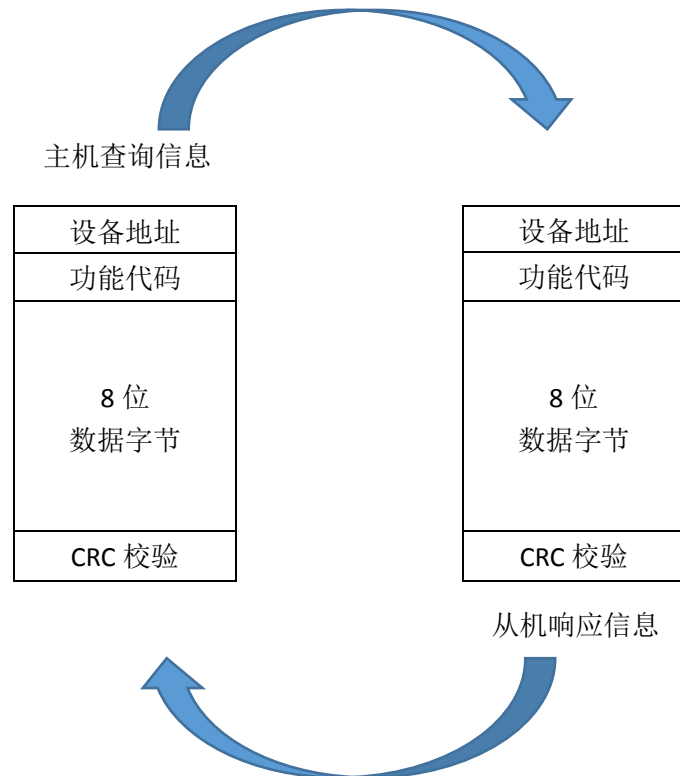 主机查询信息
设备地址
功能代码
8 位
数据字节
CRC 校验
设备地址
功能代码
8 位
数据字节
CRC 校验
从机响应信息